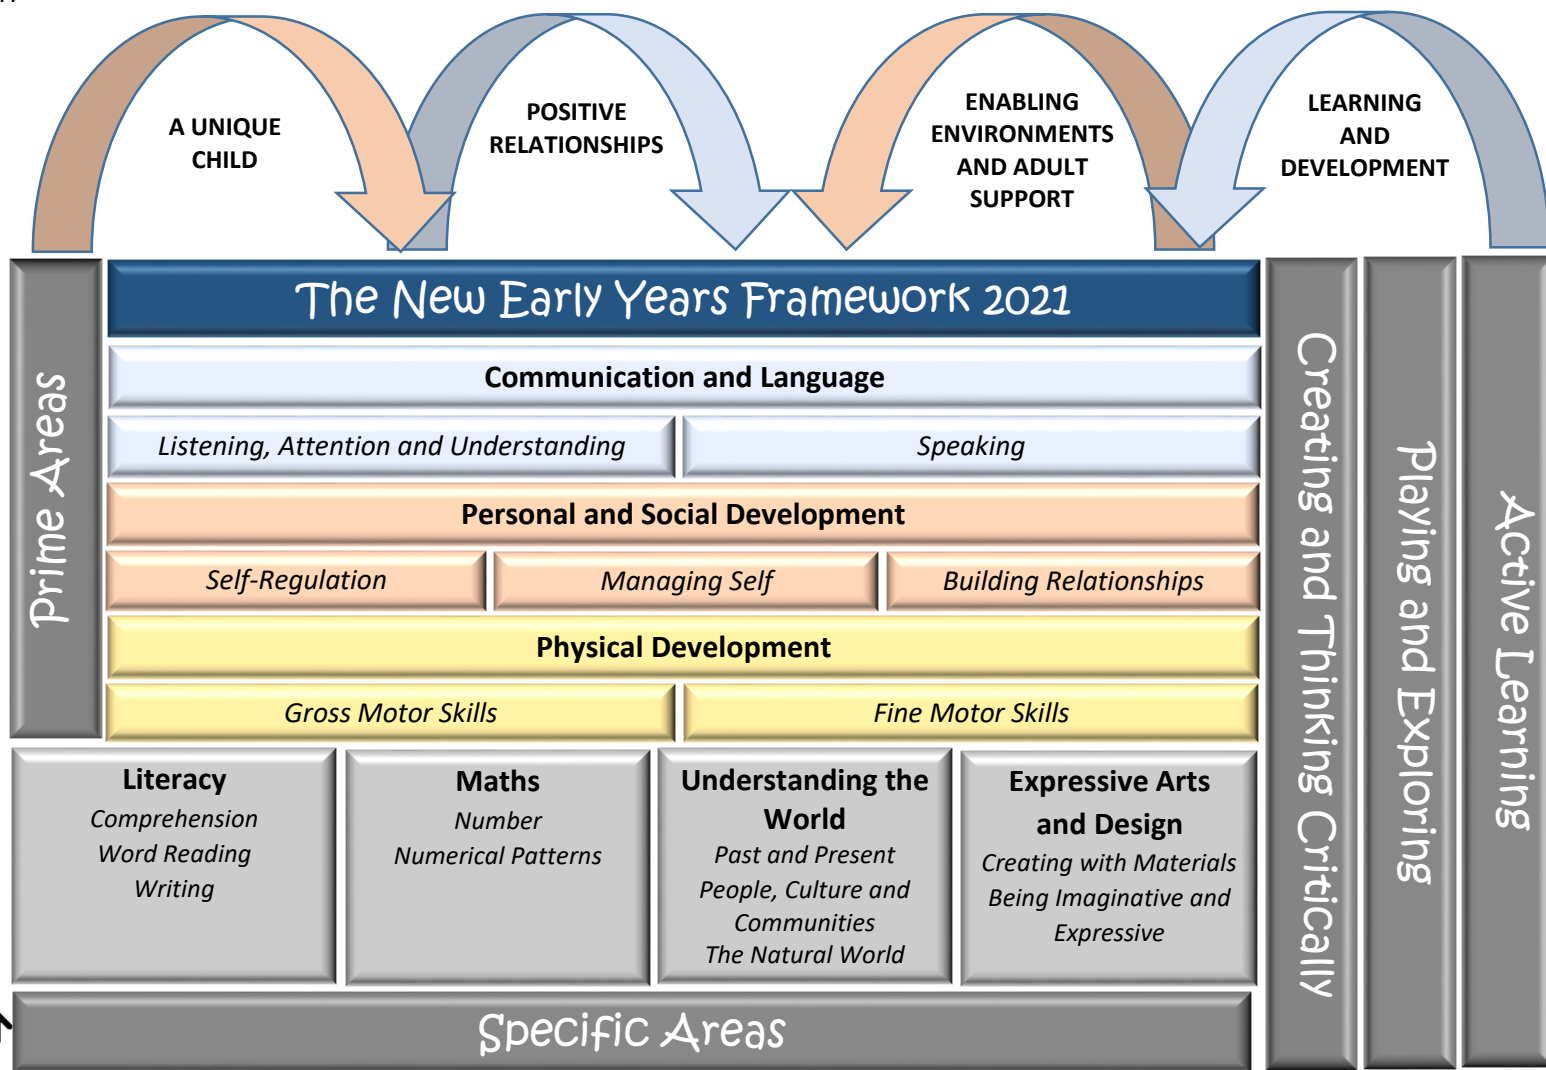 A UNIQUE
CHILD
POSITIVE
RELATIONSHIPS
ENABLING
ENVIRONMENTS
AND ADULT
SUPPORT
LEARNING
AND
DEVELOPMENT
The New Early Years Framework 2021
Prime Areas
Communication and Language
Listening, Attention and Understanding
Speaking
Personal and Social Development
Self-Regulation
Managing Self
Building Relationships
Physical Development
Gross Motor Skills
Fine Motor Skills
Literacy
Comprehension
Word Reading
Writing
Maths
Number
Numerical Patterns
Understanding the
World
Past and Present
People, Culture and
Communities
The Natural World
Expressive Arts
and Design
Creating with Materials
Being Imaginative and
Expressive
Specific Areas
Creating and Thinking Critically
Playing and Exploring
Active Learning